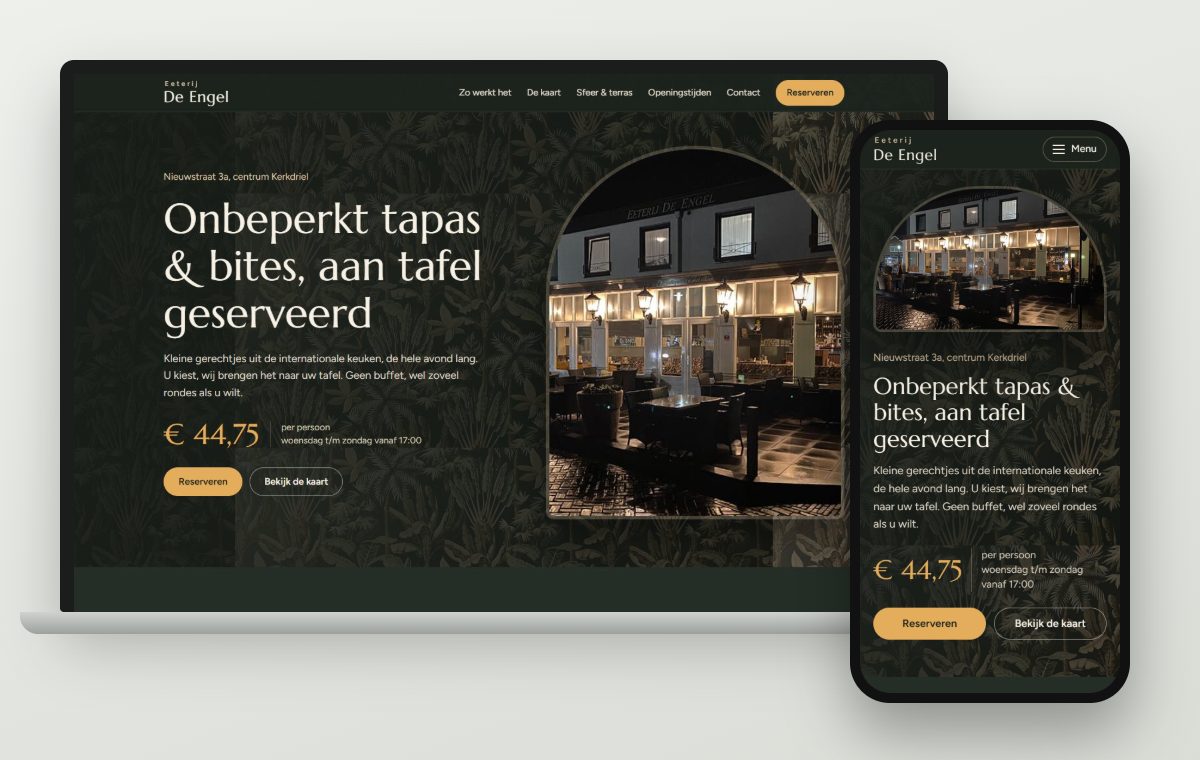 Eeterij
De Engel
Zo werkt het
De kaart
Sfeer & terras
Openingstijden
Contact
Reserveren
Nieuwstraat 3a, centrum Kerkdriel
Onbeperkt tapas
& bites, aan tafel
geserveerd
Kleine gerechtjes uit de internationale keuken, de hele avond lang.
U kiest, wij brengen het naar uw tafel. Geen buffet, wel zoveel
rondes als u wilt.
€ 44,75
per persoon
woensdag t/m zondag vanaf 17:00
Reserveren
Bekijk de kaart
EETERIJ DE ENGEL
Eeterij
De Engel
Menu
EETERIJ DE ENGEL
Nieuwstraat 3a, centrum Kerkdriel
Onbeperkt tapas &
bites, aan tafel
geserveerd
Kleine gerechtjes uit de internationale keuken,
de hele avond lang. U kiest, wij brengen het
naar uw tafel. Geen buffet, wel zoveel rondes
als u wilt.
€ 44,75
per persoon
woensdag t/m zondag
vanaf 17:00
Reserveren
Bekijk de kaart